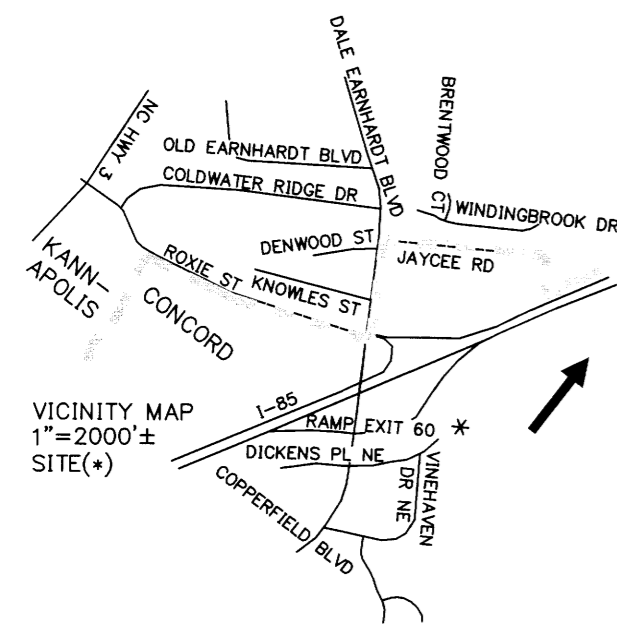 DALE EARNHARDT BLVD
BRENTWOOD CT
NC HWY 3
OLD EARNHARDT BLVD
COLDWATER RIDGE DR
WINDINGBROOK DR
DENWOOD ST
JAYCEE RD
KANN-
APOLIS
ROXIE ST
KNOWLES ST
CONCORD
I-85
VICINITY MAP
1"=2000'±
SITE(*)
RAMP EXIT 60 *
DICKENS PL NE
VINEHAVEN
DR NE
COPPERFIELD BLVD